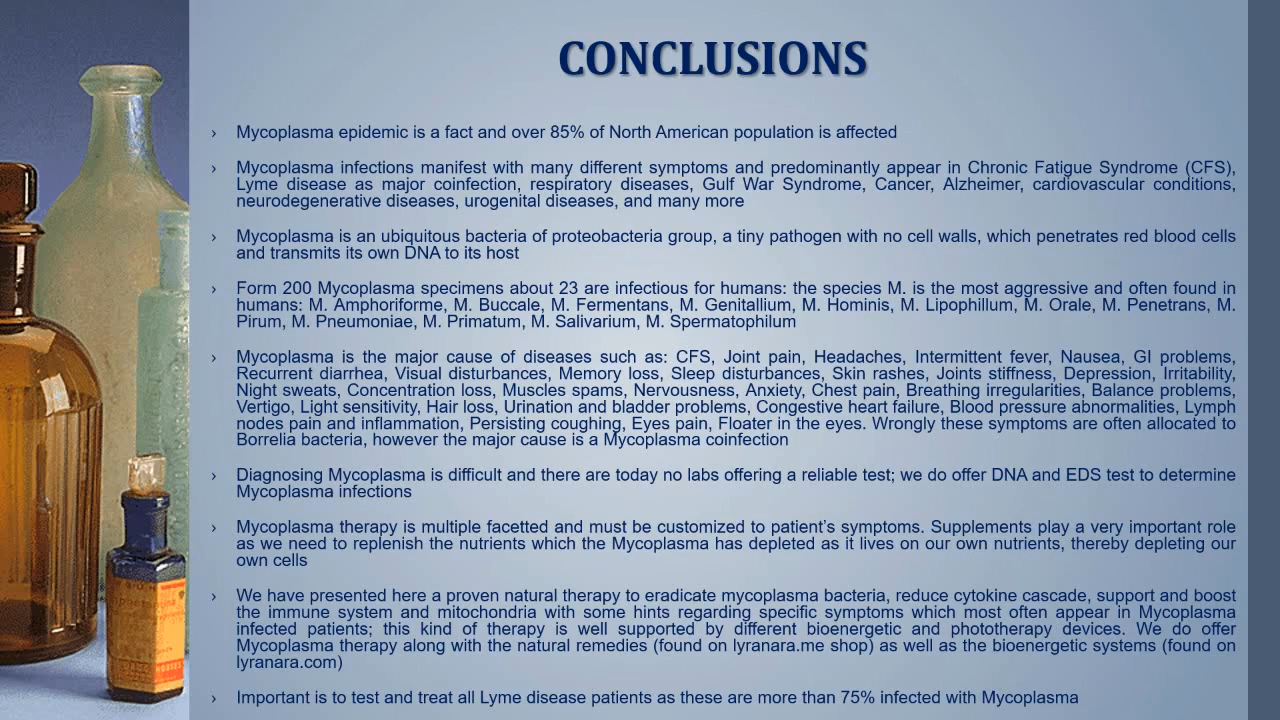 CONCLUSIONS
› Mycoplasma epidemic is a fact and over 85% of North American population is affected
› Mycoplasma infections manifest with many different symptoms and predominantly appear in Chronic Fatigue Syndrome (CFS),
Lyme disease as major coinfection, respiratory diseases, Gulf War Syndrome, Cancer, Alzheimer, cardiovascular conditions,
neurodegenerative diseases, urogenital diseases, and many more
› Mycoplasma is an ubiquitous bacteria of proteobacteria group, a tiny pathogen with no cell walls, which penetrates red blood cells
and transmits its own DNA to its host
› Form 200 Mycoplasma specimens about 23 are infectious for humans: the species M. is the most aggressive and often found in
humans: M. Amphoriforme, M. Buccale, M. Fermentans, M. Genitallium, M. Hominis, M. Lipophillum, M. Orale, M. Penetrans, M.
Pirum, M. Pneumoniae, M. Primatum, M. Salivarium, M. Spermatophilum
› Mycoplasma is the major cause of diseases such as: CFS, Joint pain, Headaches, Intermittent fever, Nausea, GI problems,
Recurrent diarrhea, Visual disturbances, Memory loss, Sleep disturbances, Skin rashes, Joints stiffness, Depression, Irritability,
Night sweats, Concentration loss, Muscles spams, Nervousness, Anxiety, Chest pain, Breathing irregularities, Balance problems,
Vertigo, Light sensitivity, Hair loss, Urination and bladder problems, Congestive heart failure, Blood pressure abnormalities, Lymph
nodes pain and inflammation, Persisting coughing, Eyes pain, Floater in the eyes. Wrongly these symptoms are often allocated to
Borrelia bacteria, however the major cause is a Mycoplasma coinfection
› Diagnosing Mycoplasma is difficult and there are today no labs offering a reliable test; we do offer DNA and EDS test to determine
Mycoplasma infections
› Mycoplasma therapy is multiple facetted and must be customized to patient’s symptoms. Supplements play a very important role
as we need to replenish the nutrients which the Mycoplasma has depleted as it lives on our own nutrients, thereby depleting our
own cells
› We have presented here a proven natural therapy to eradicate mycoplasma bacteria, reduce cytokine cascade, support and boost
the immune system and mitochondria with some hints regarding specific symptoms which most often appear in Mycoplasma
infected patients; this kind of therapy is well supported by different bioenergetic and phototherapy devices. We do offer
Mycoplasma therapy along with the natural remedies (found on lyranara.me shop) as well as the bioenergetic systems (found on
lyranara.com)
› Important is to test and treat all Lyme disease patients as these are more than 75% infected with Mycoplasma